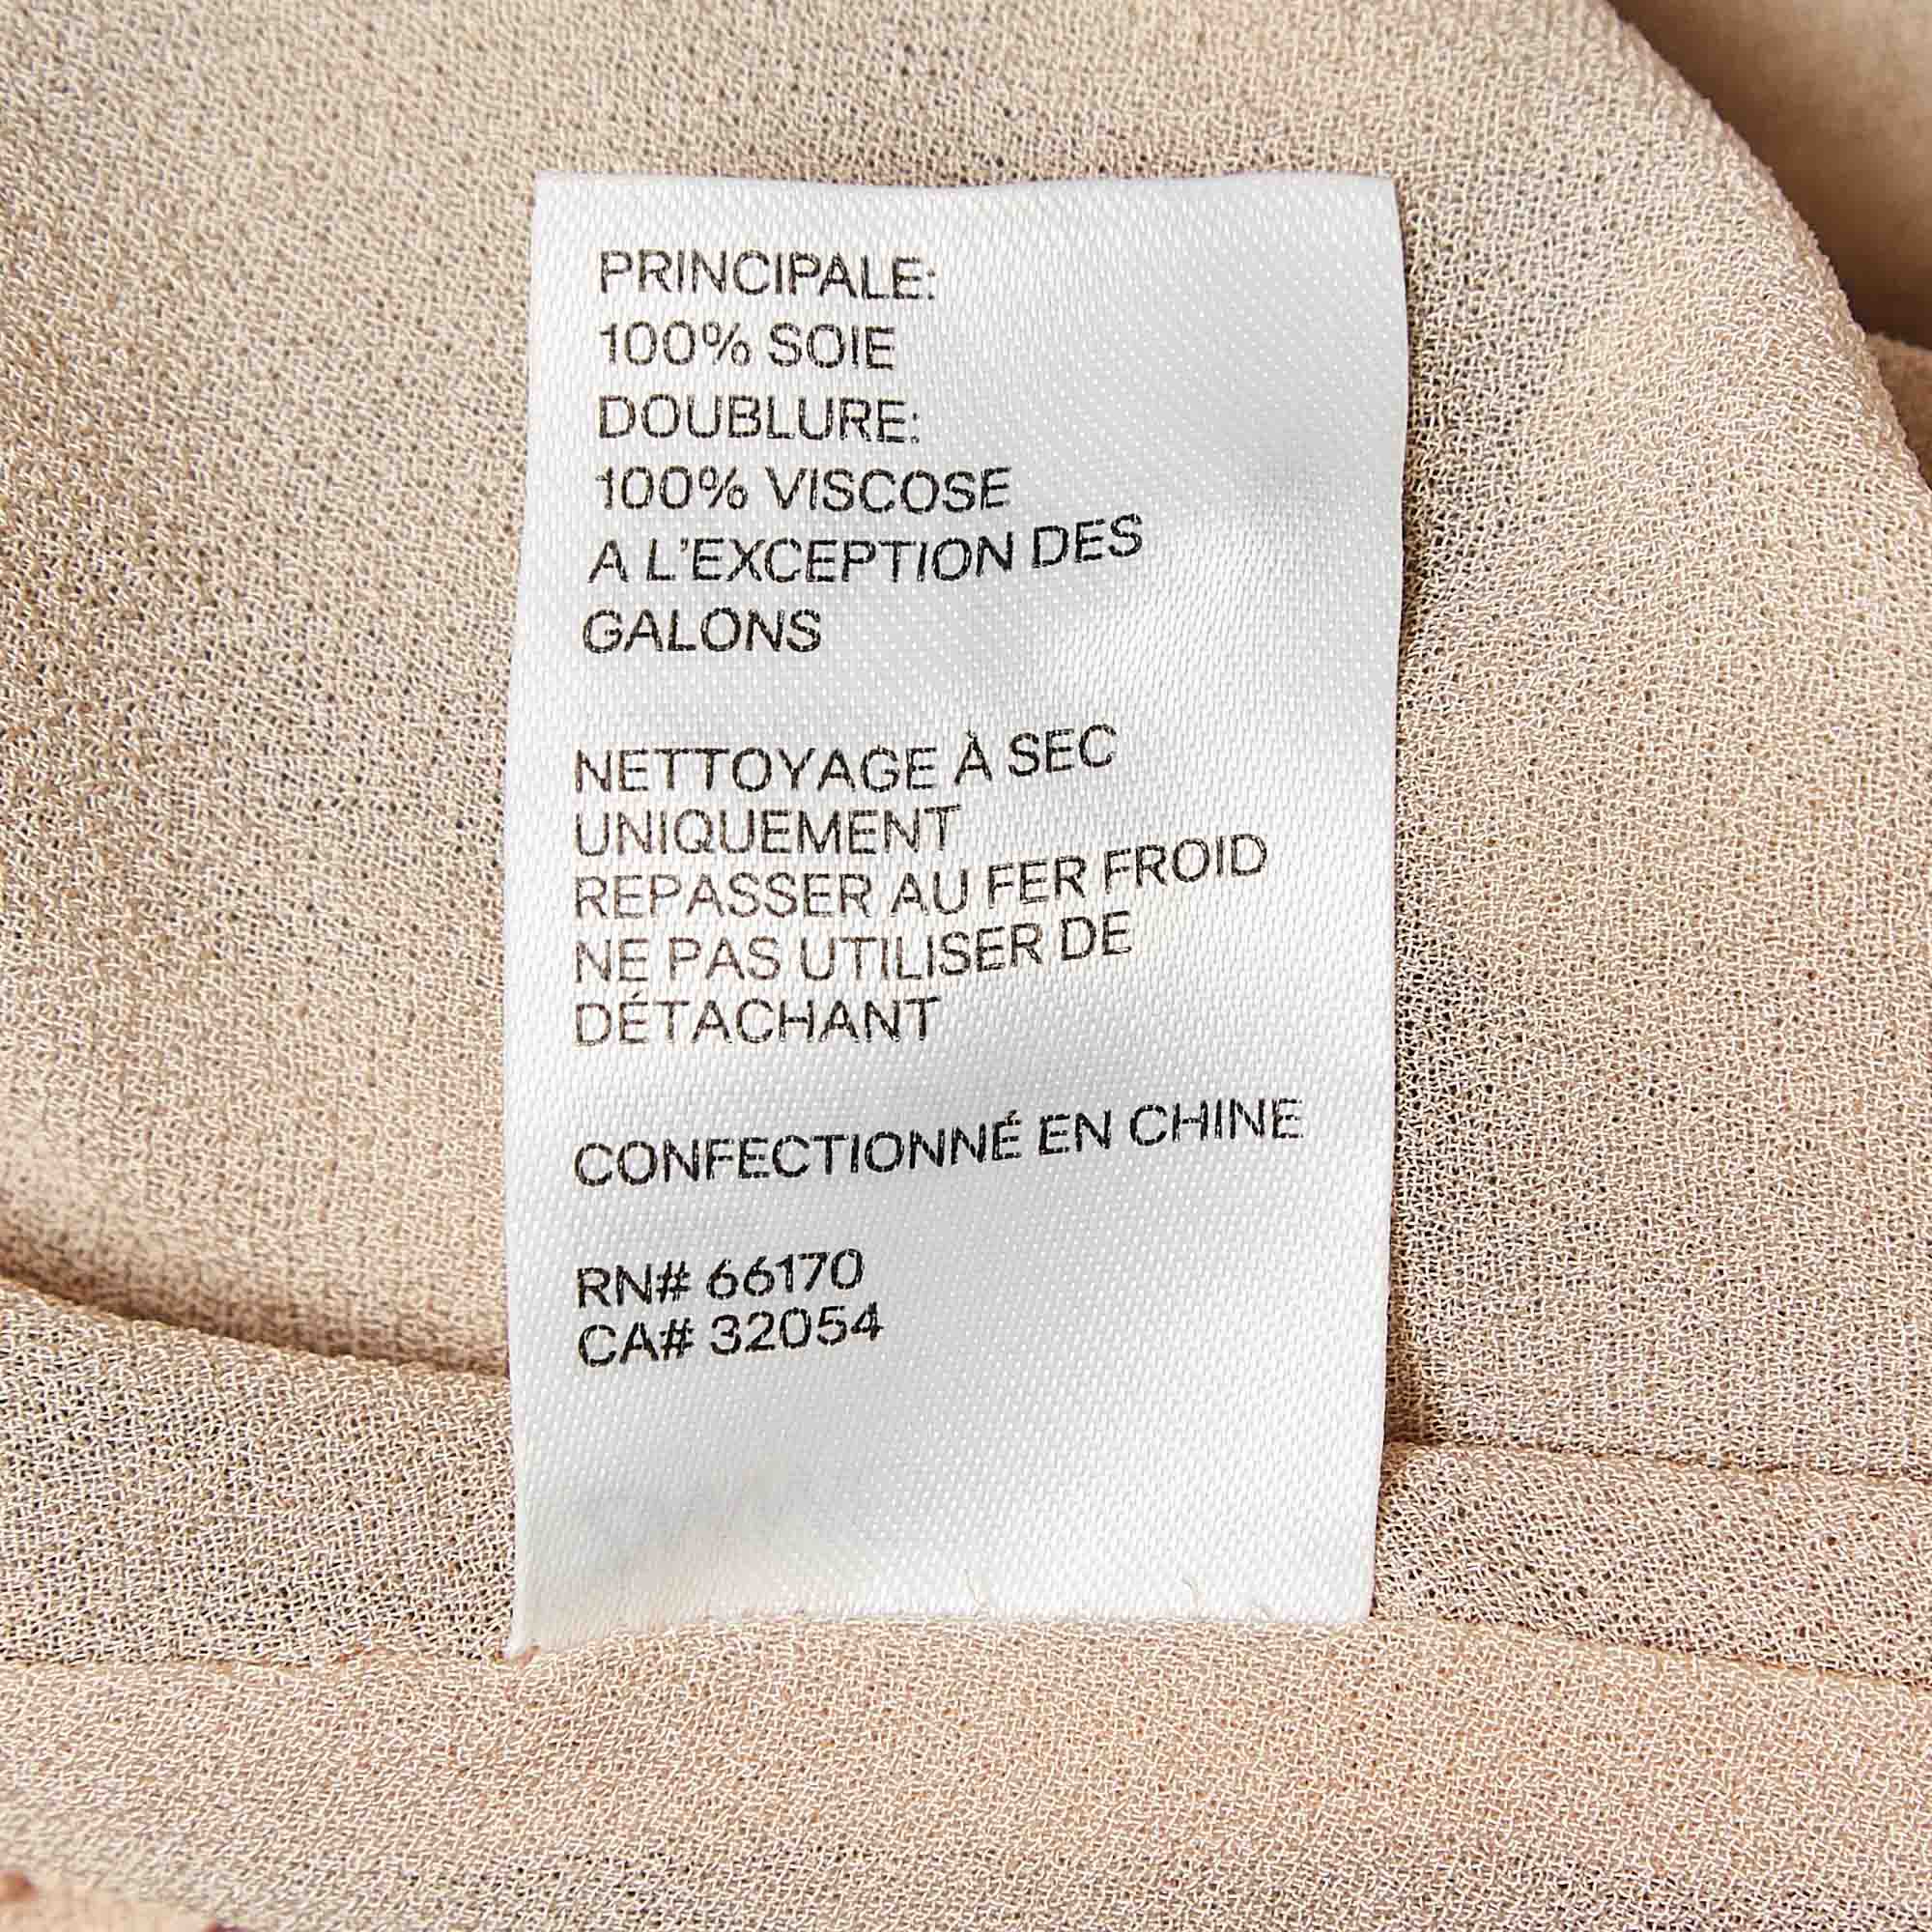 PRINCIPALE:
100% SOIE
DOUBLURE:
100% VISCOSE
A L'EXCEPTION DES
GALONS
NETTOYAGE À SEC
UNIQUEMENT
REPASSER AU FER FROID
NE PAS UTILISER DE
DÉTACHANT
CONFECTIONNÉ EN CHINE
RN# 66170
CA# 32054